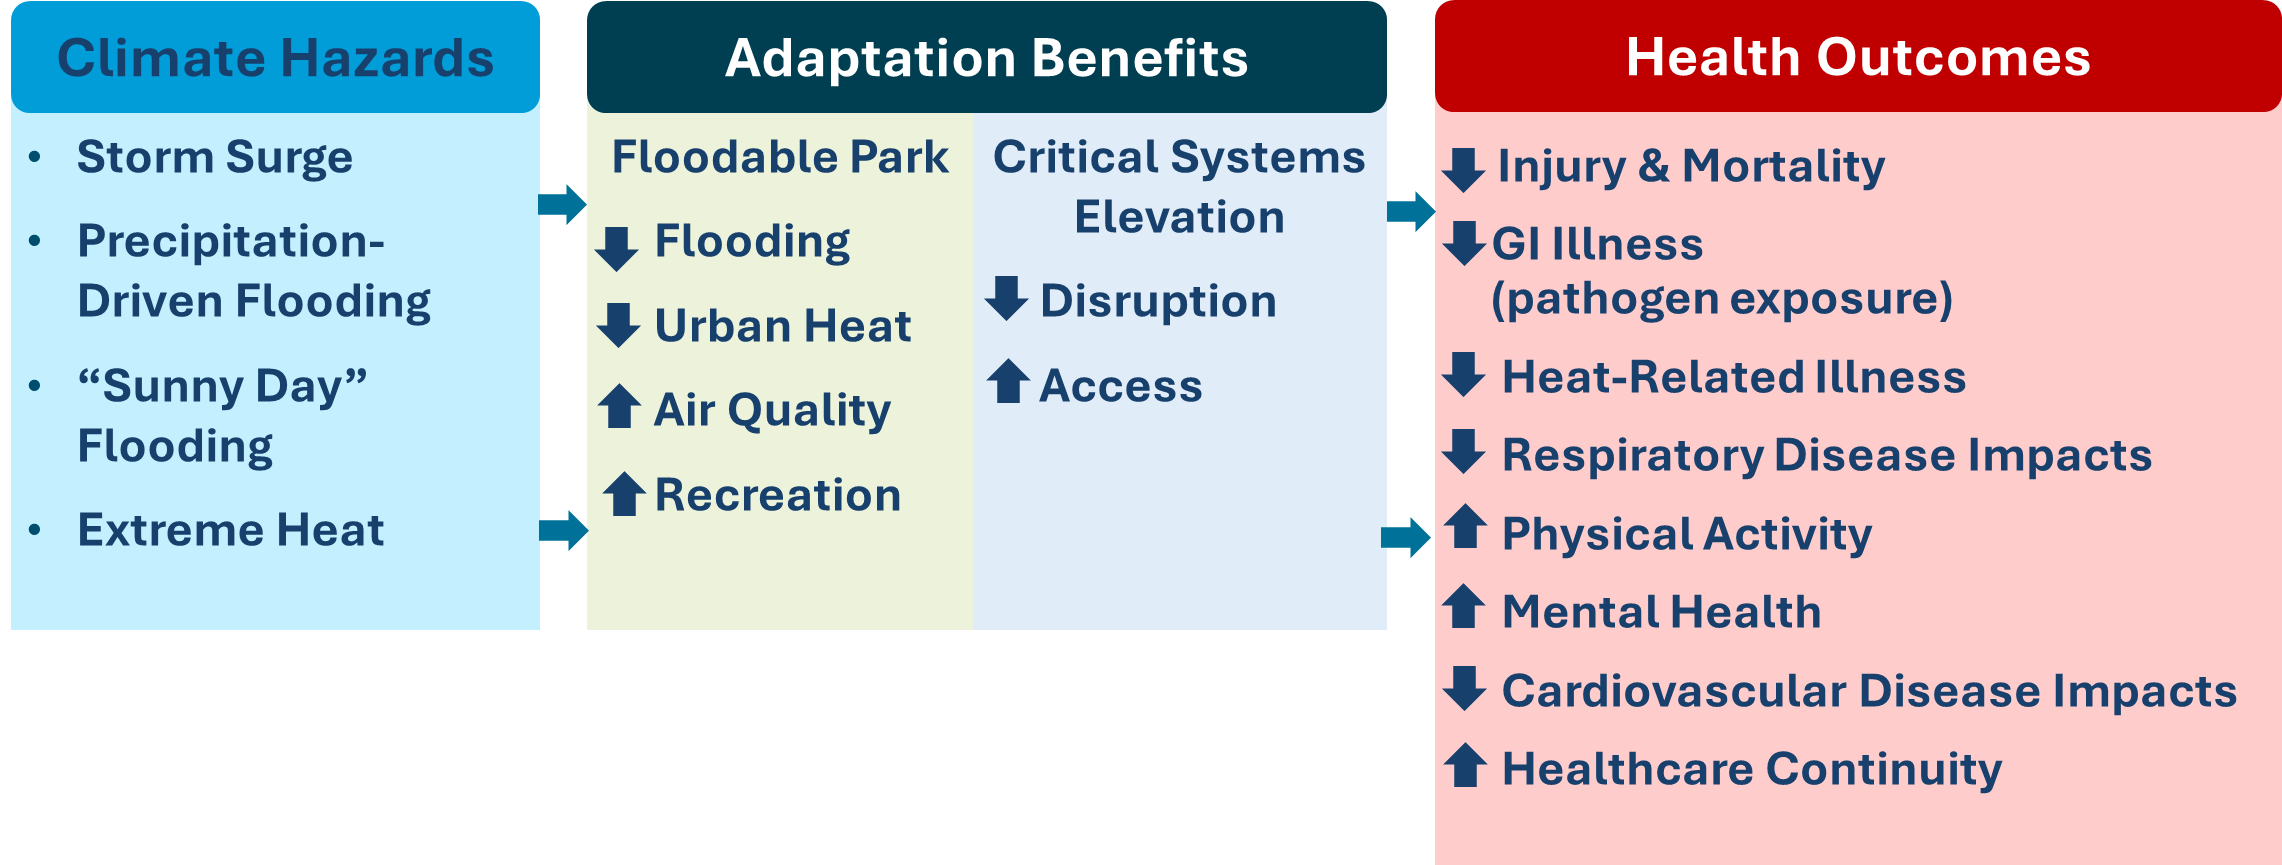 Climate Hazards
• Storm Surge
• Precipitation-
Driven Flooding
• “Sunny Day”
Flooding
• Extreme Heat
Adaptation Benefits
Floodable Park
Flooding
Urban Heat
Air Quality
Recreation
Critical Systems
Elevation
Disruption
Access
Health Outcomes
Injury & Mortality
GI Illness
(pathogen exposure)
Heat-Related Illness
Respiratory Disease Impacts
Physical Activity
Mental Health
Cardiovascular Disease Impacts
Healthcare Continuity